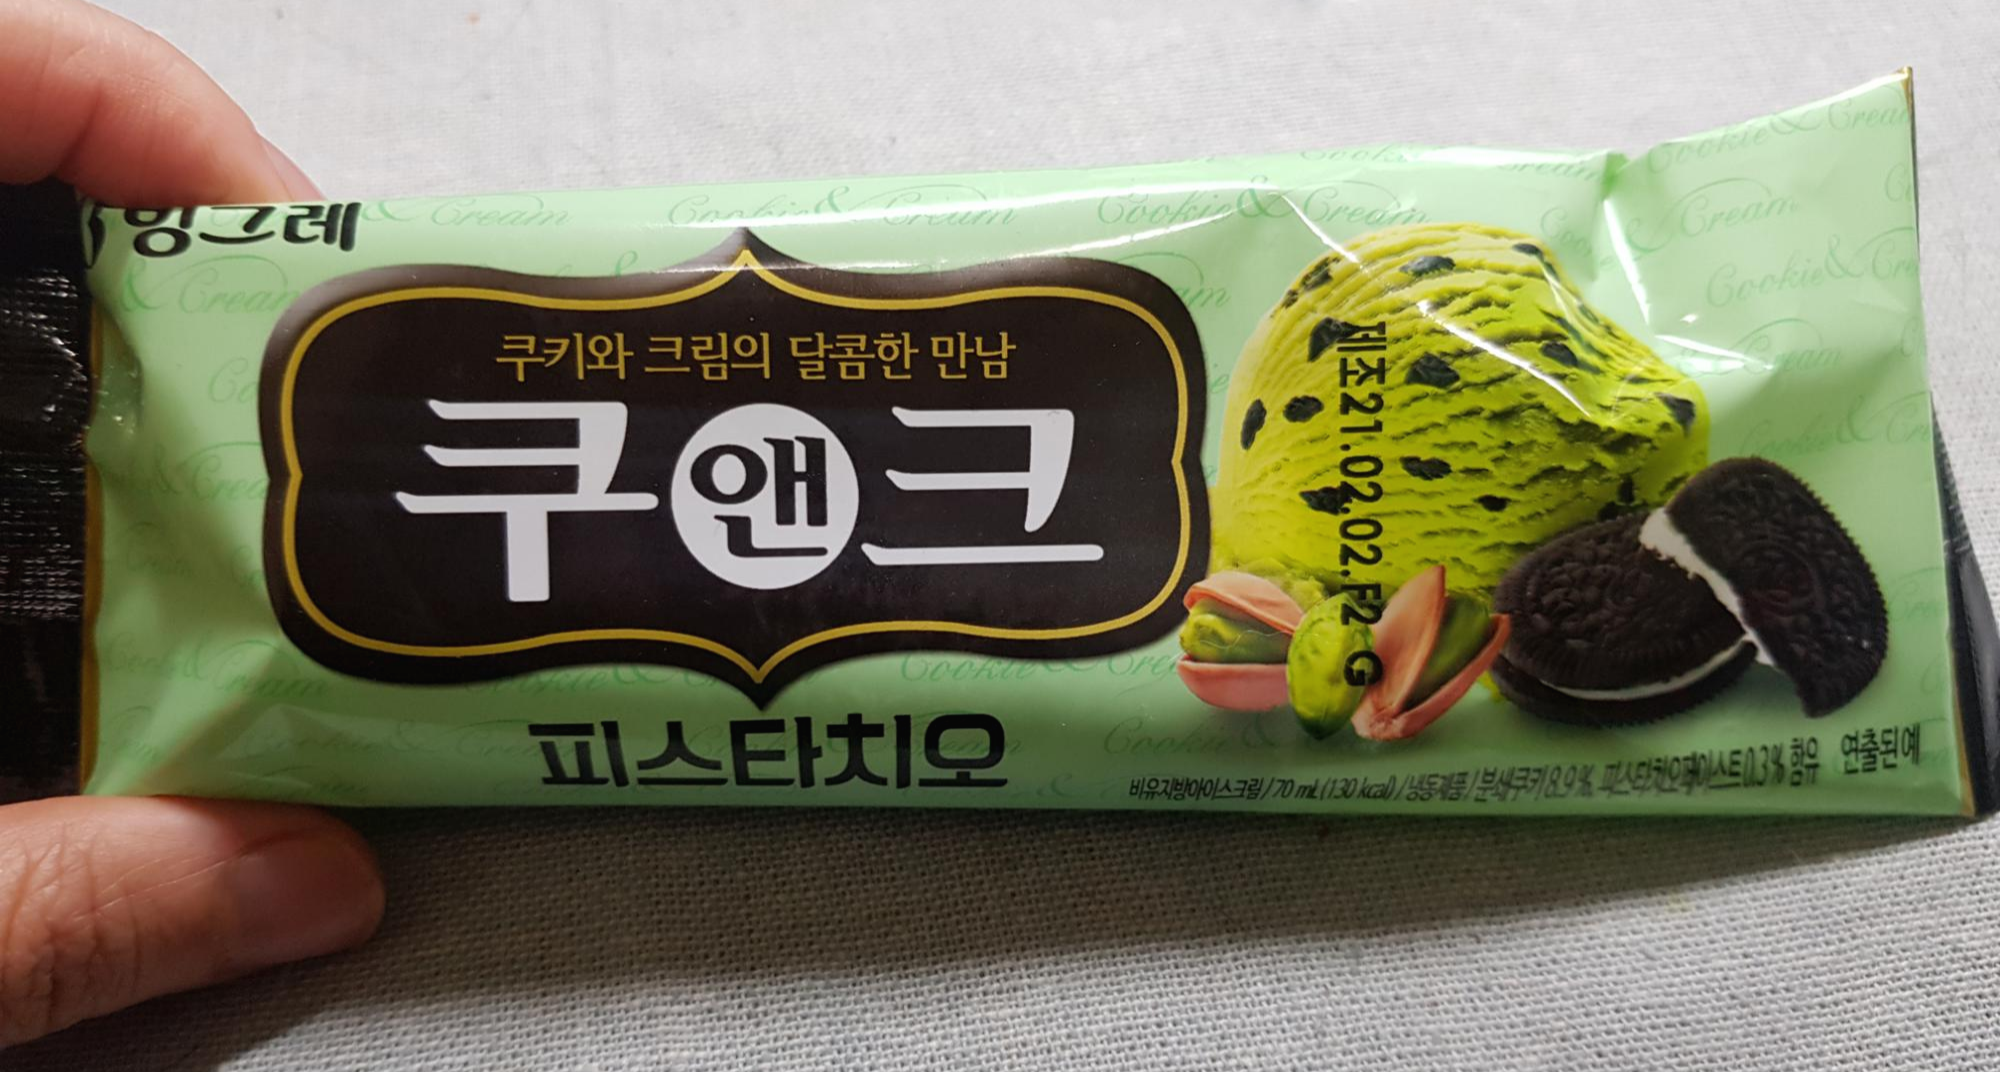 빙그레
쿠키와 크림의 달콤한 만남
쿠앤크
피스타치오
제조21.02.02.F2 G
비유지방아이스크림/70 mL(130 kcal)/냉동제품/분쇄쿠키8.9%, 피스타치오페이스트0.3% 함유 연출된 예
Cookie & Cream